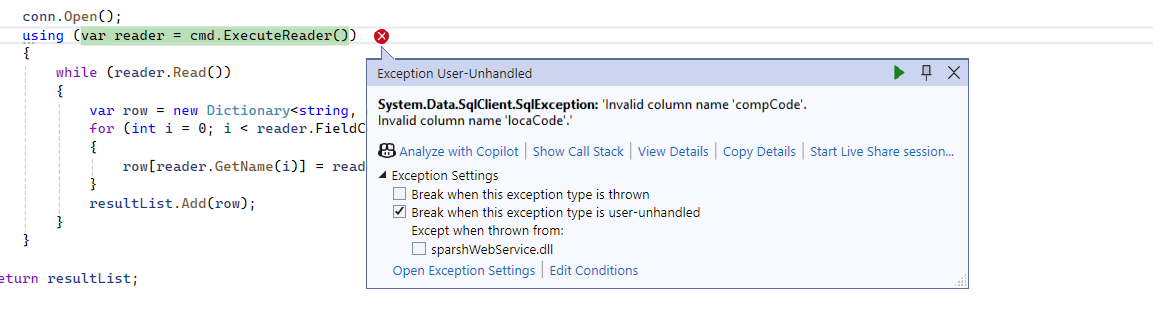 conn.Open();
using (var reader = cmd.ExecuteReader())
{
while (reader.Read())
{
var row = new Dictionary<string,
for (int i = 0; i < reader.FieldC
{
row[reader.GetName(i)] = read
}
resultList.Add(row);
}
}
eturn resultList;
Exception User-Unhandled
System.Data.SqlClient.SqlException: 'Invalid column name 'compCode'.
Invalid column name 'locaCode'.'
Analyze with Copilot | Show Call Stack | View Details | Copy Details | Start Live Share session...
Exception Settings
Break when this exception type is thrown
Break when this exception type is user-unhandled
Except when thrown from:
sparshWebService.dll
Open Exception Settings | Edit Conditions